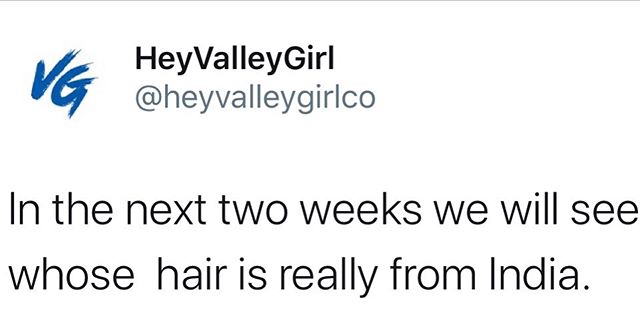 VG
HeyValleyGirl
@heyvalleygirlco
In the next two weeks we will see
whose  hair is really from India.